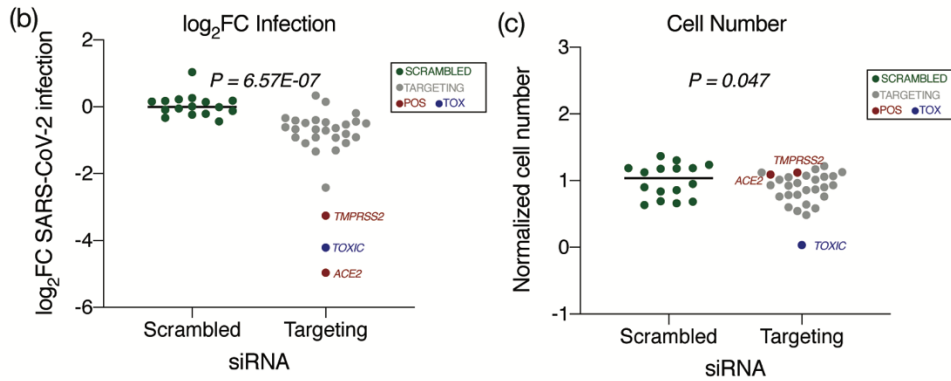 (b)
log2FC Infection
log2FC SARS-CoV-2 infection
2
0
-2
-4
-6
P = 6.57E-07
SCRAMBLED
TARGETING
POS TOX
TMPRSS2
TOXIC
ACE2
Scrambled Targeting
siRNA
(c)
Cell Number
Normalized cell number
3
2
1
0
-1
P = 0.047
SCRAMBLED
TARGETING
POS TOX
TMPRSS2
ACE2
TOXIC
Scrambled Targeting
siRNA